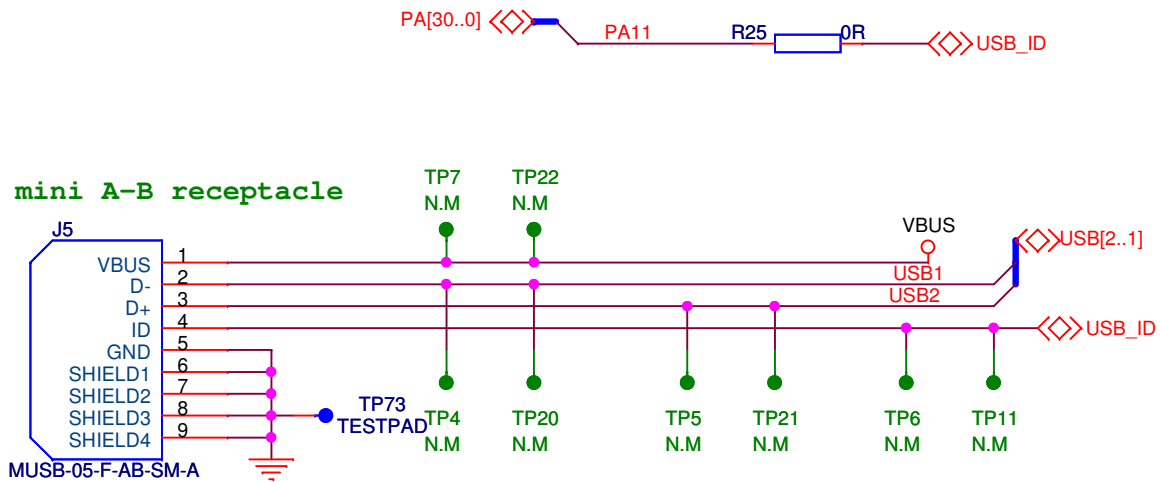 PA[30..0]
PA11
R25
0R
USB_ID
mini A-B receptacle
TP7
N.M
TP22
N.M
J5
VBUS
USB[2..1]
VBUS
1
D-
2
USB1
D+
3
USB2
ID
4
USB_ID
GND
5
SHIELD1
6
SHIELD2
7
SHIELD3
8
SHIELD4
9
TP73
TESTPAD
TP4
N.M
TP20
N.M
TP5
N.M
TP21
N.M
TP6
N.M
TP11
N.M
MUSB-05-F-AB-SM-A